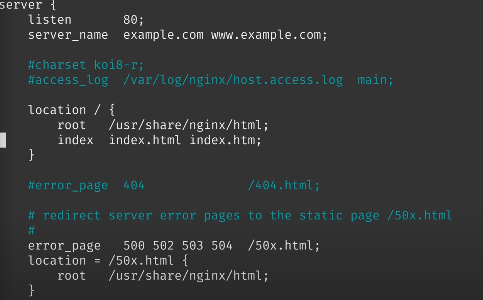 server {
    listen       80;
    server_name  example.com www.example.com;

    #charset koi8-r;
    #access_log  /var/log/nginx/host.access.log  main;

    location / {
        root   /usr/share/nginx/html;
        index  index.html index.htm;
    }

    #error_page  404              /404.html;

    # redirect server error pages to the static page /50x.html
    #
    error_page   500 502 503 504  /50x.html;
    location = /50x.html {
        root   /usr/share/nginx/html;
    }